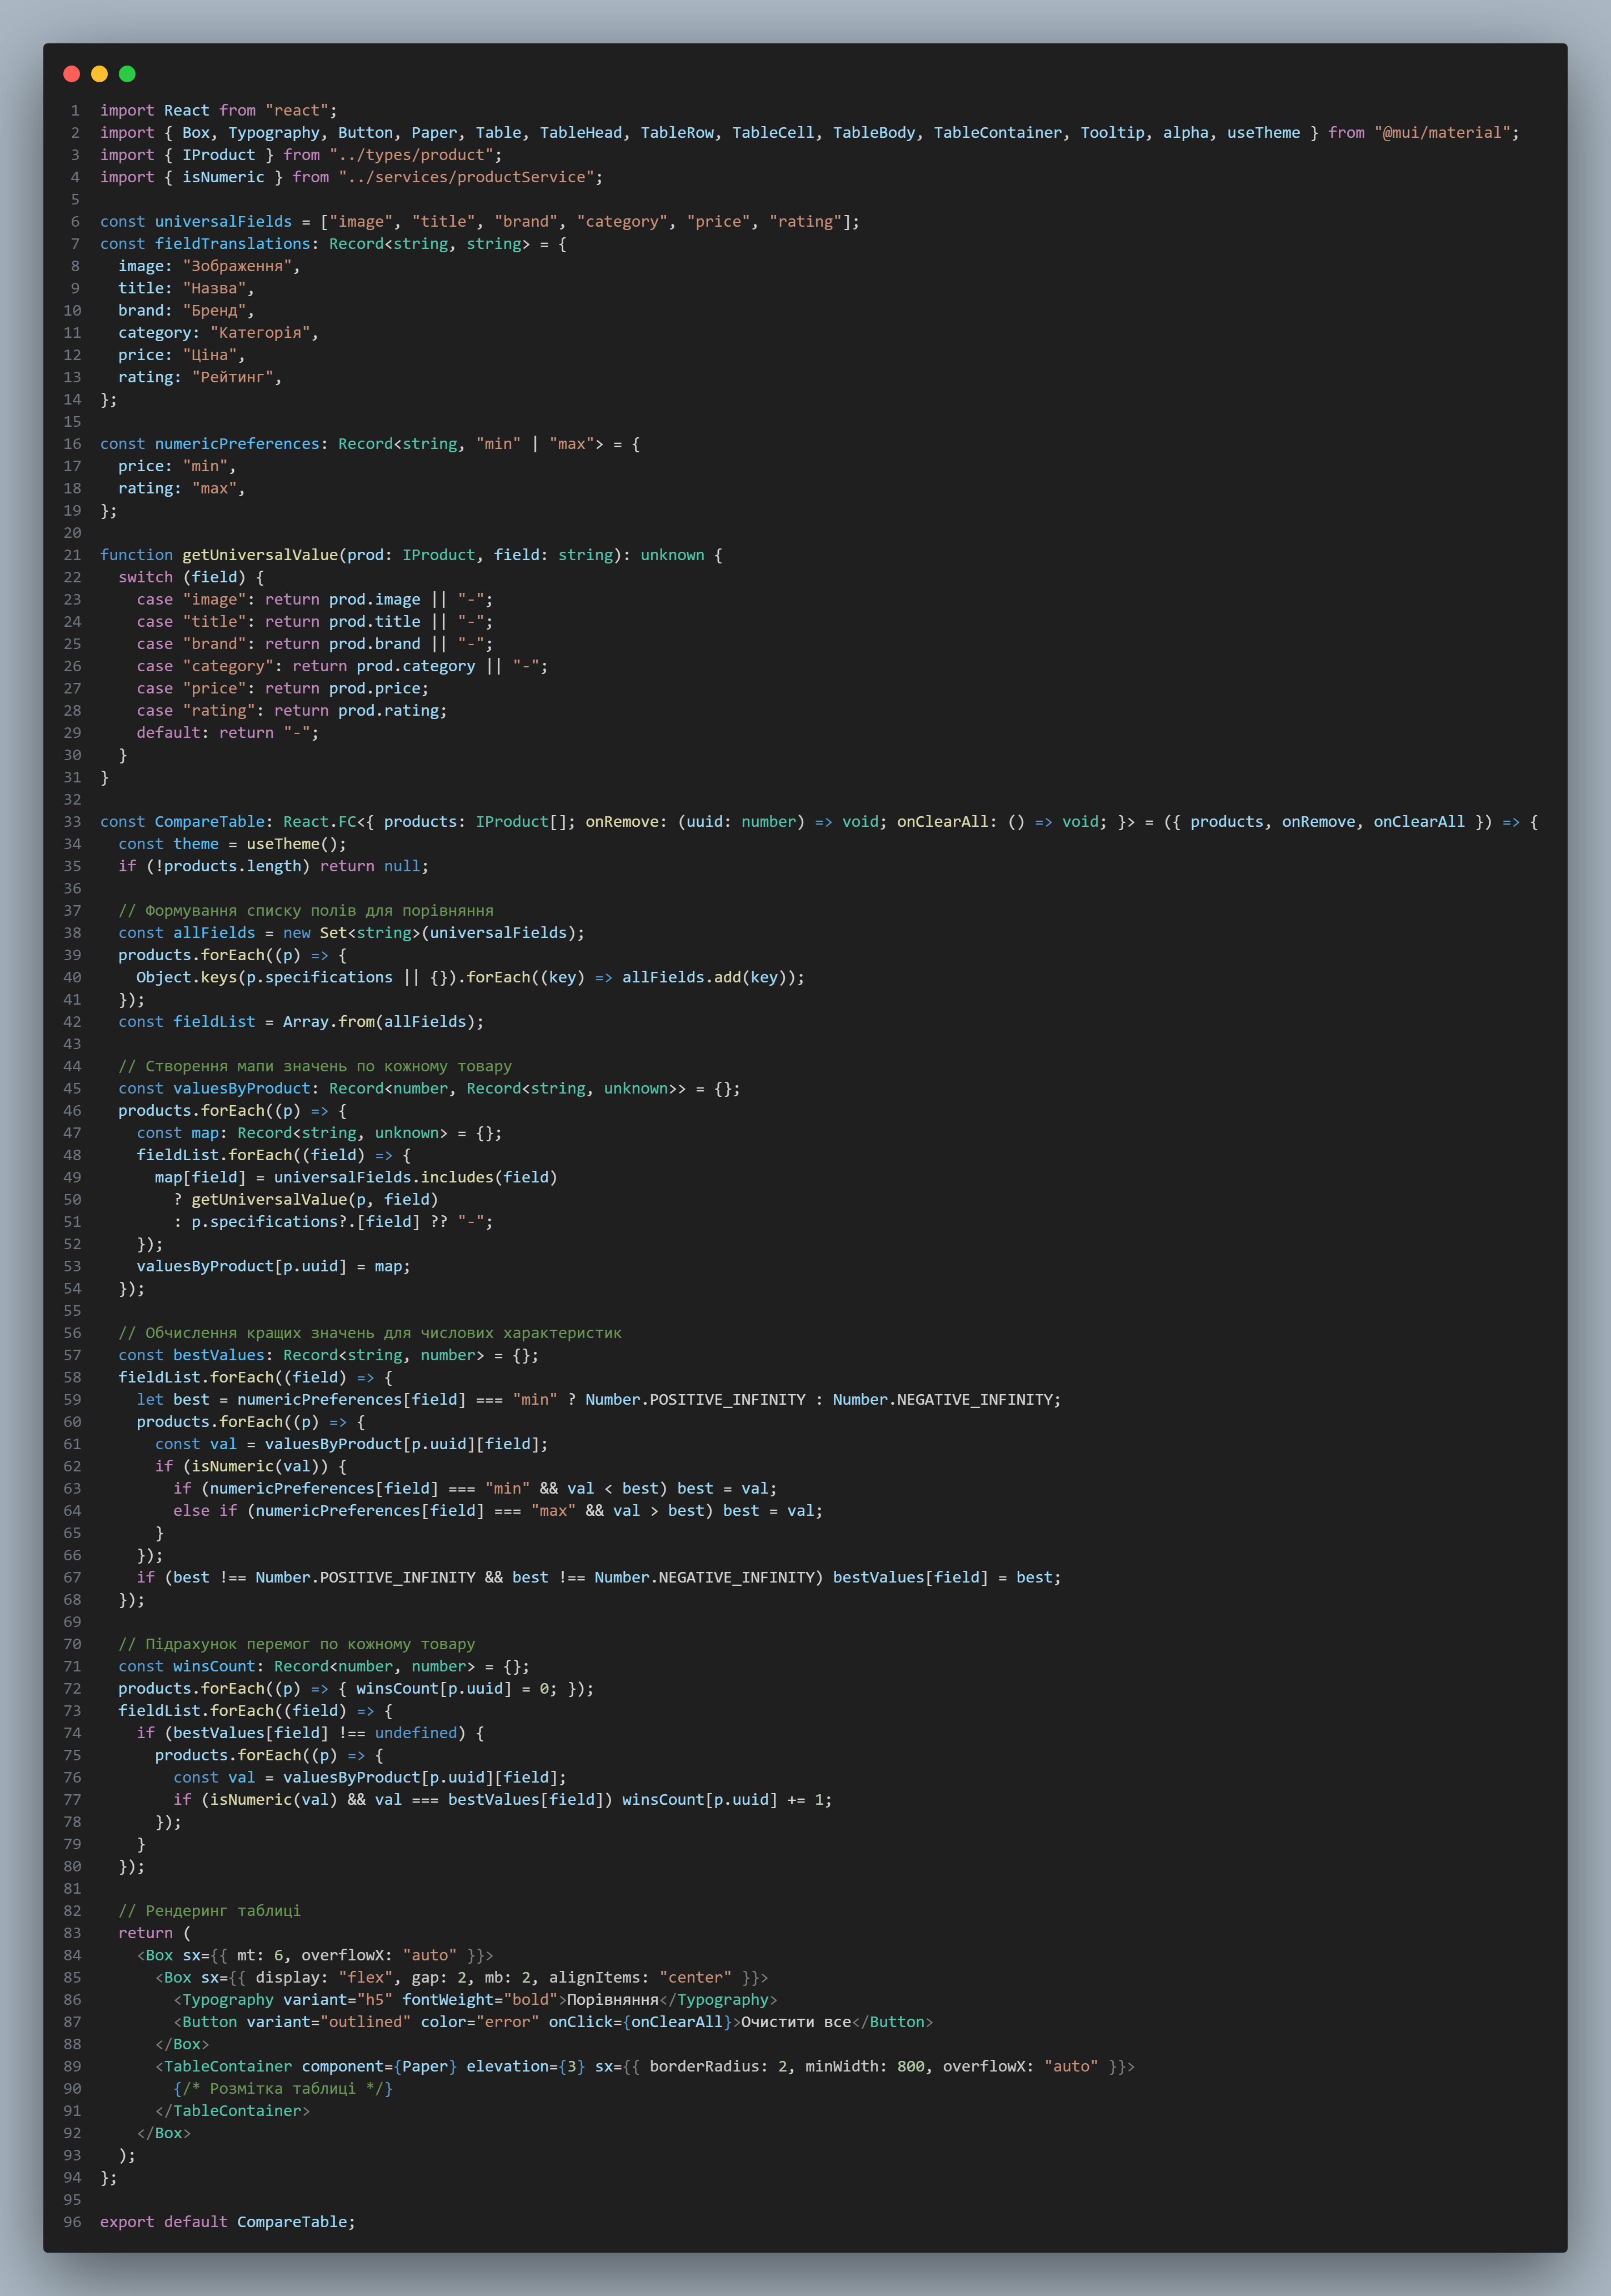 1 import React from "react";
2 import { Box, Typography, Button, Paper, Table, TableHead, TableRow, TableCell, TableBody, TableContainer, Tooltip, alpha, useTheme } from "@mui/material";
3 import { IProduct } from "../types/product";
4 import { isNumeric } from "../services/productService";
5
6 const universalFields = ["image", "title", "brand", "category", "price", "rating"];
7 const fieldTranslations: Record<string, string> = {
8   image: "Зображення",
9   title: "Назва",
10   brand: "Бренд",
11   category: "Категорія",
12   price: "Ціна",
13   rating: "Рейтинг",
14 };
15
16 const numericPreferences: Record<string, "min" | "max"> = {
17   price: "min",
18   rating: "max",
19 };
20
21 function getUniversalValue(prod: IProduct, field: string): unknown {
22   switch (field) {
23     case "image": return prod.image || "-";
24     case "title": return prod.title || "-";
25     case "brand": return prod.brand || "-";
26     case "category": return prod.category || "-";
27     case "price": return prod.price;
28     case "rating": return prod.rating;
29     default: return "-";
30   }
31 }
32
33 const CompareTable: React.FC<{ products: IProduct[]; onRemove: (uuid: number) => void; onClearAll: () => void; }> = ({ products, onRemove, onClearAll }) => {
34   const theme = useTheme();
35   if (!products.length) return null;
36
37   // Формування списку полів для порівняння
38   const allFields = new Set<string>(universalFields);
39   products.forEach((p) => {
40     Object.keys(p.specifications || {}).forEach((key) => allFields.add(key));
41   });
42   const fieldList = Array.from(allFields);
43
44   // Створення мапи значень по кожному товару
45   const valuesByProduct: Record<number, Record<string, unknown>> = {};
46   products.forEach((p) => {
47     const map: Record<string, unknown> = {};
48     fieldList.forEach((field) => {
49       map[field] = universalFields.includes(field)
50         ? getUniversalValue(p, field)
51         : p.specifications?.[field] ?? "-";
52     });
53     valuesByProduct[p.uuid] = map;
54   });
55
56   // Обчислення кращих значень для числових характеристик
57   const bestValues: Record<string, number> = {};
58   fieldList.forEach((field) => {
59     let best = numericPreferences[field] === "min" ? Number.POSITIVE_INFINITY : Number.NEGATIVE_INFINITY;
60     products.forEach((p) => {
61       const val = valuesByProduct[p.uuid][field];
62       if (isNumeric(val)) {
63         if (numericPreferences[field] === "min" && val < best) best = val;
64         else if (numericPreferences[field] === "max" && val > best) best = val;
65       }
66     });
67     if (best !== Number.POSITIVE_INFINITY && best !== Number.NEGATIVE_INFINITY) bestValues[field] = best;
68   });
69
70   // Підрахунок перемог по кожному товару
71   const winsCount: Record<number, number> = {};
72   products.forEach((p) => { winsCount[p.uuid] = 0; });
73   fieldList.forEach((field) => {
74     if (bestValues[field] !== undefined) {
75       products.forEach((p) => {
76         const val = valuesByProduct[p.uuid][field];
77         if (isNumeric(val) && val === bestValues[field]) winsCount[p.uuid] += 1;
78       });
79     }
80   });
81
82   // Рендеринг таблиці
83   return (
84     <Box sx={{ mt: 6, overflowX: "auto" }}>
85       <Box sx={{ display: "flex", gap: 2, mb: 2, alignItems: "center" }}>
86         <Typography variant="h5" fontWeight="bold">Порівняння</Typography>
87         <Button variant="outlined" color="error" onClick={onClearAll}>Очистити все</Button>
88       </Box>
89       <TableContainer component={Paper} elevation={3} sx={{ borderRadius: 2, minWidth: 800, overflowX: "auto" }}>
90         {/* Розмітка таблиці */}
91       </TableContainer>
92     </Box>
93   );
94 };
95
96 export default CompareTable;